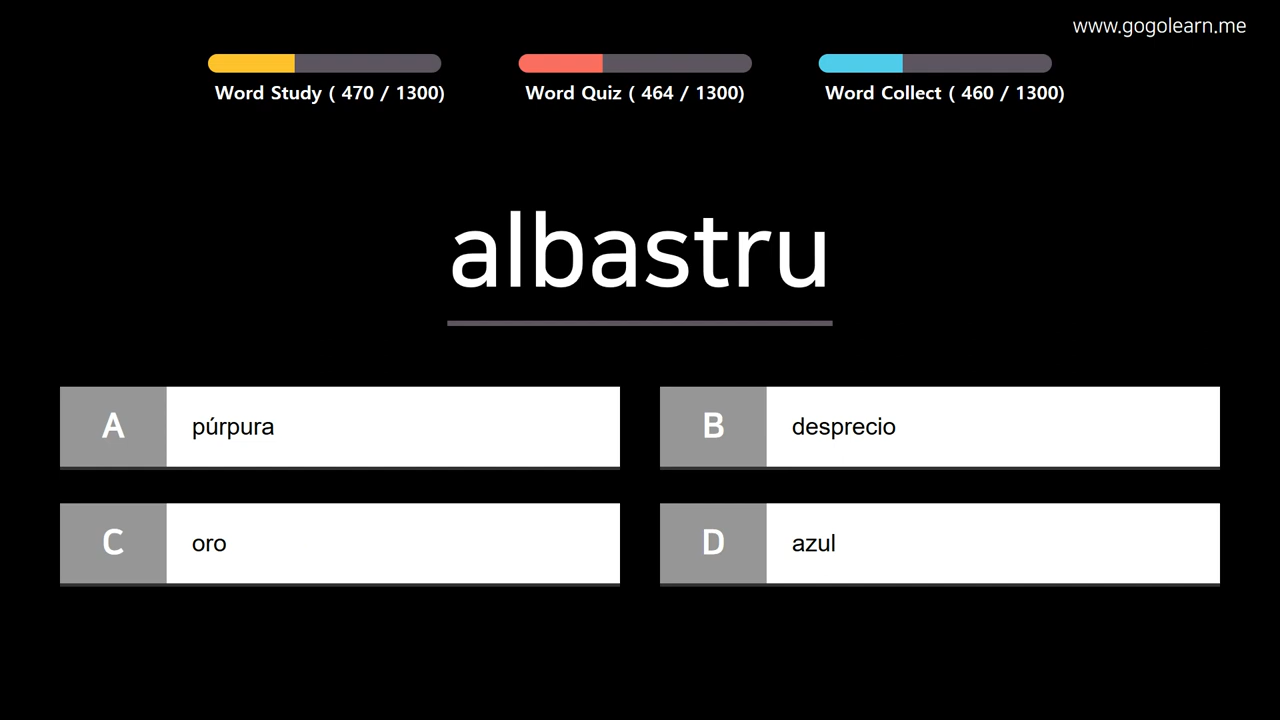 www.gogolearn.me
Word Study ( 470 / 1300)
Word Quiz ( 464 / 1300)
Word Collect ( 460 / 1300)
albastru
A púrpura
B desprecio
C oro
D azul